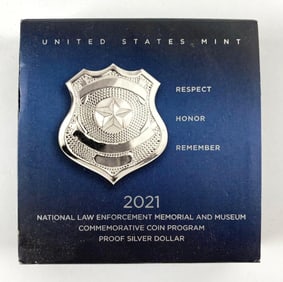 UNITED STATES MINT
RESPECT
HONOR
REMEMBER
2021
NATIONAL LAW ENFORCEMENT MEMORIAL AND MUSEUM
COMMEMORATIVE COIN PROGRAM
PROOF SILVER DOLLAR